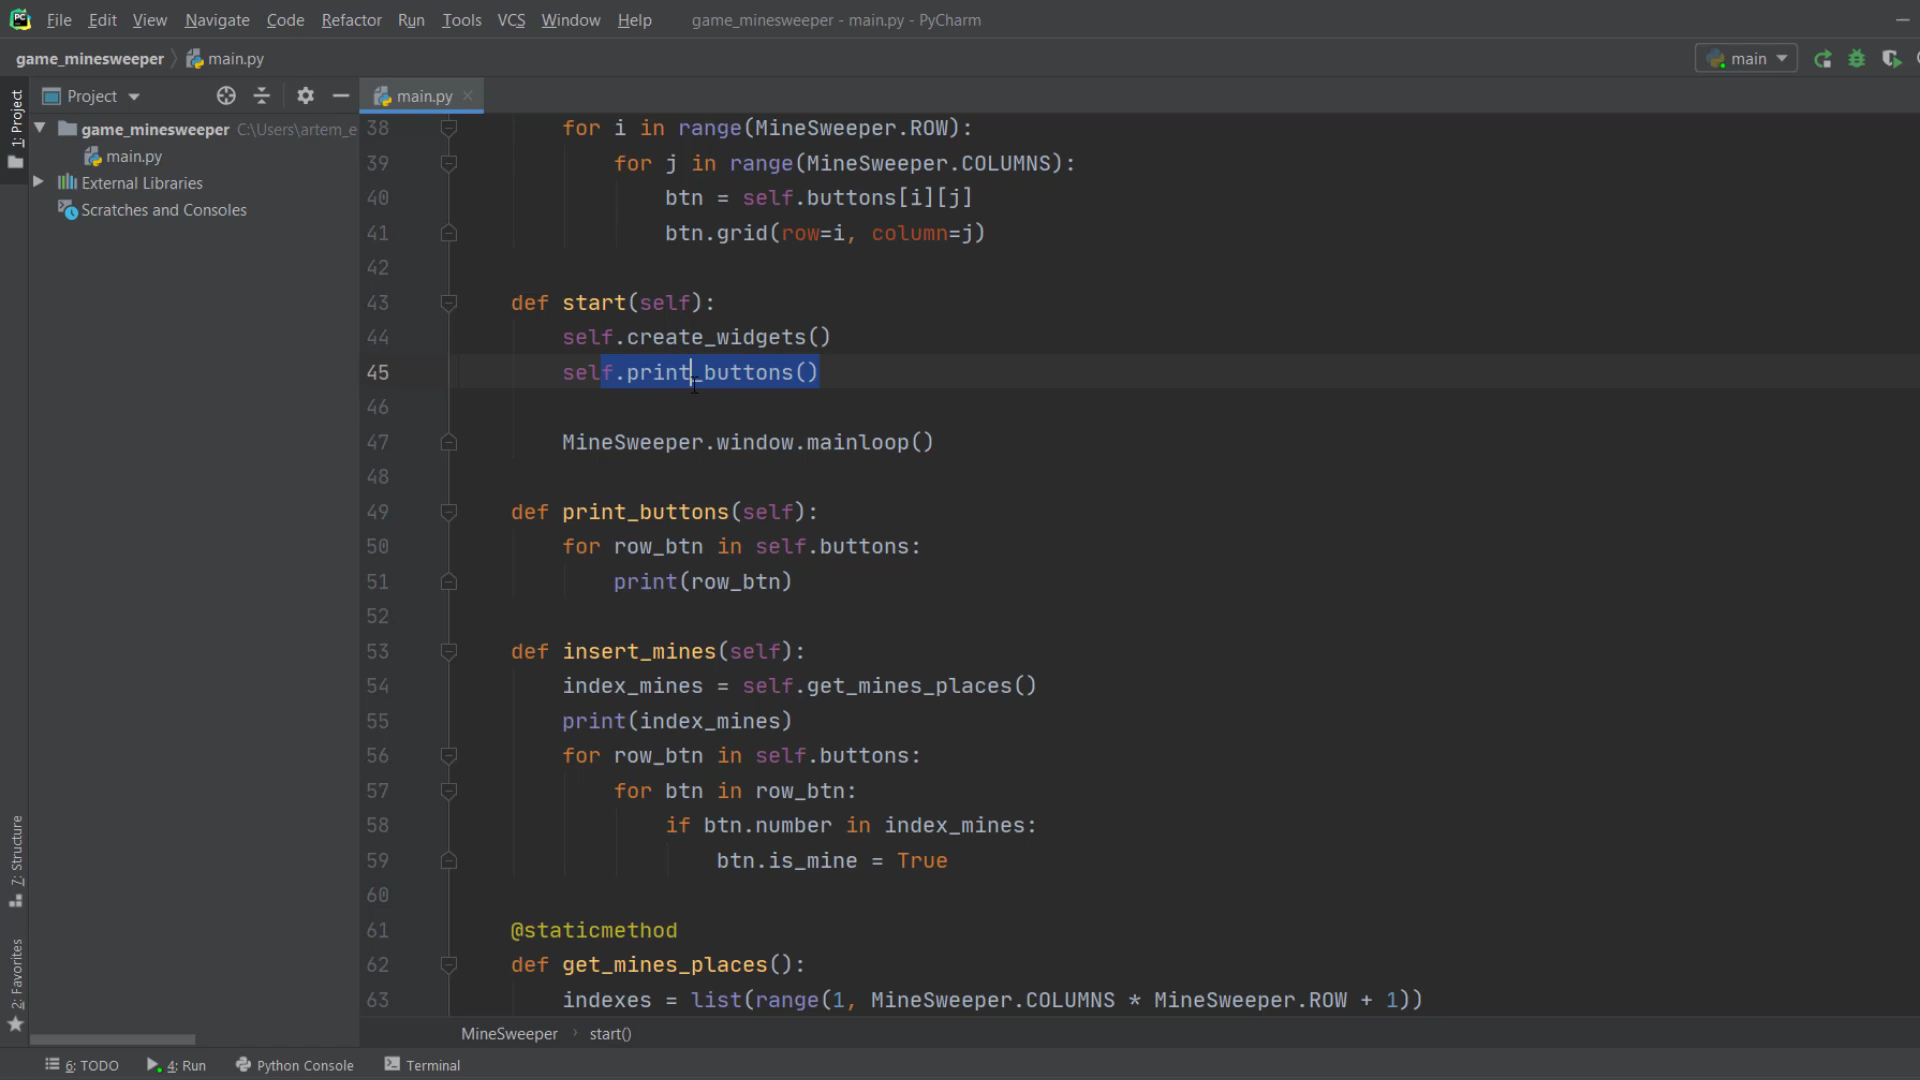 PC File Edit View Navigate Code Refactor Run Tools VCS Window Help game_minesweeper - main.py - PyCharm
game_minesweeper main.py main
1: Project
Project
main.py
game_minesweeper C:\Users\artem_e
main.py
External Libraries
Scratches and Consoles
38 for i in range(MineSweeper.ROW):
39 for j in range(MineSweeper.COLUMNS):
40 btn = self.buttons[i][j]
41 btn.grid(row=i, column=j)
42
43 def start(self):
44 self.create_widgets()
45 self.print_buttons()
46
47 MineSweeper.window.mainloop()
48
49 def print_buttons(self):
50 for row_btn in self.buttons:
51 print(row_btn)
52
53 def insert_mines(self):
54 index_mines = self.get_mines_places()
55 print(index_mines)
56 for row_btn in self.buttons:
57 for btn in row_btn:
58 if btn.number in index_mines:
59 btn.is_mine = True
60
61 @staticmethod
62 def get_mines_places():
63 indexes = list(range(1, MineSweeper.COLUMNS * MineSweeper.ROW + 1))
7: Structure
2: Favorites
MineSweeper start()
6: TODO 4: Run Python Console Terminal